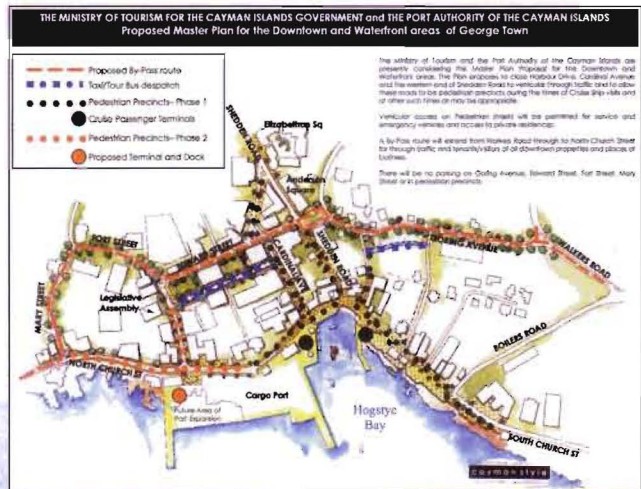 THE MINISTRY OF TOURISM FOR THE CAYMAN ISLANDS GOVERNMENT and THE PORT AUTHORITY OF THE CAYMAN ISLANDS
Proposed Master Plan for the Downtown and Waterfront areas of George Town
Proposed By-Pass route
Taxi/Tour Bus despatch
Pedestrian Precincts- Phase 1
Cruise Passenger Terminals
Pedestrian Precincts- Phase 2
Proposed Terminal and Dock
The Ministry of Tourism and the Port Authority of the Cayman Islands are
presently considering this Master Plan Proposal for the Downtown and
Waterfront areas. The Plan proposes to close Harbour Drive, Cardinal Avenue
and the western end of Shedden Road to vehicular through traffic and to allow
these roads to be pedestrian precincts during the times of Cruise Ship visits and
at other such times as may be appropriate.
Vehicular access on Pedestrian streets will be permitted for service and
emergency vehicles and access to private residences.
A By-Pass route will extend from Walkers Road through to North Church Street
for through traffic and tenants/visitors of all downtown properties and places of
business.
There will be no parking on Goring Avenue, Edward Street, Fort Street, Mary
Street or in pedestrian precincts.
SHEDDEN ROAD
Elizabethan Sq
Anderson
Square
FORT STREET
EDWARD STREET
CARDINAL AVE
SHEDDEN ROAD
GORING AVENUE
WALKERS ROAD
MARY STREET
Legislative
Assembly
BOILERS ROAD
NORTH CHURCH ST
Cargo Port
Future Area of
Port Expansion
Hogstye
Bay
SOUTH CHURCH ST
caymanstyle